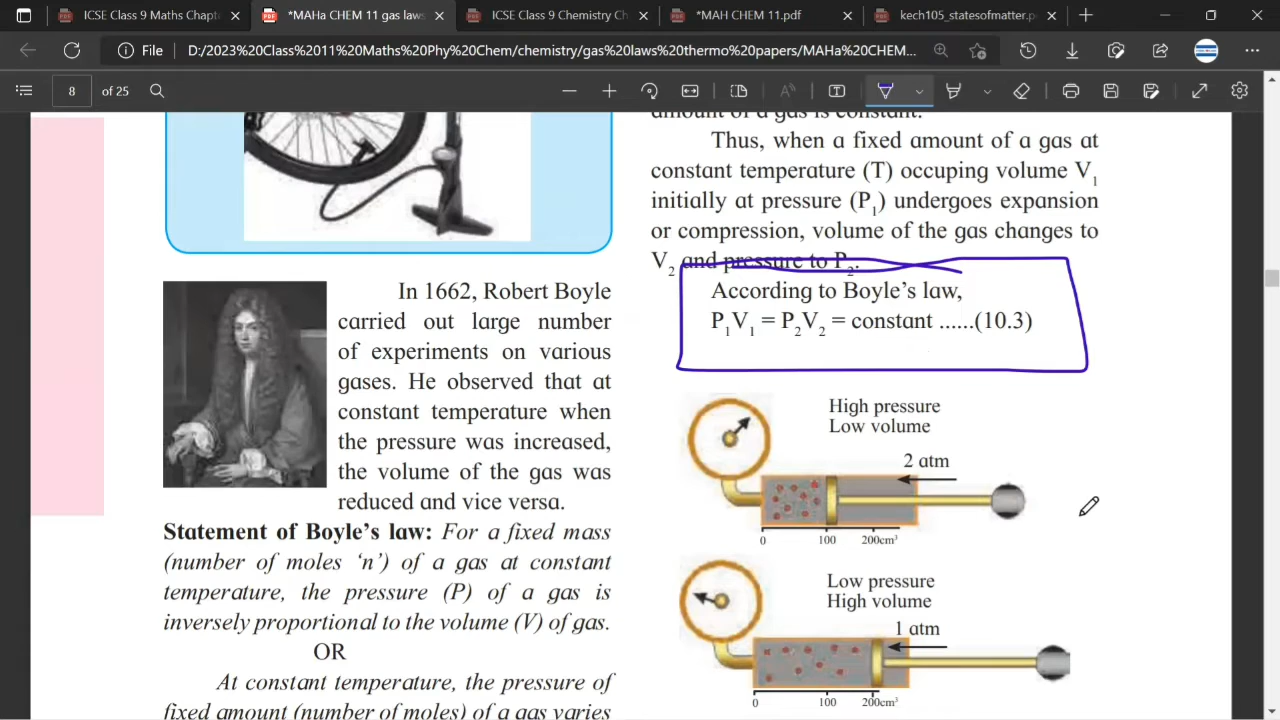 ICSE Class 9 Maths Chapt
*MAHa CHEM 11 gas laws
ICSE Class 9 Chemistry Ch
*MAH CHEM 11.pdf
kech105_statesofmatter.p
File
D:/2023%20Class%2011%20Maths%20Phy%20Chem/chemistry/gas%20laws%20thermo%20papers/MAHa%20CHEM...
8 of 25
In 1662, Robert Boyle
carried out large number
of experiments on various
gases. He observed that at
constant temperature when
the pressure was increased,
the volume of the gas was
reduced and vice versa.
Statement of Boyle's law: For a fixed mass
(number of moles 'n') of a gas at constant
temperature, the pressure (P) of a gas is
inversely proportional to the volume (V) of gas.
OR
At constant temperature, the pressure of
fixed amount (number of moles) of a gas varies
amount of a gas is constant.
Thus, when a fixed amount of a gas at
constant temperature (T) occuping volume V₁
initially at pressure (P₁) undergoes expansion
or compression, volume of the gas changes to
V₂ and pressure to P₂.
According to Boyle's law,
P₁V₁ = P₂V₂ = constant ......(10.3)
High pressure
Low volume
2 atm
0 100 200cm³
Low pressure
High volume
1 atm
0 100 200cm³